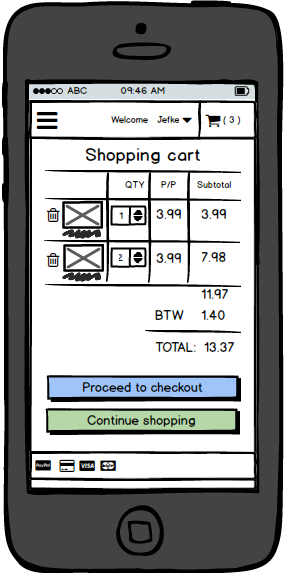 ABC 09:46 AM
Welcome Jefke ( 3 )
Shopping cart
QTY P/P Subtotal
1 3.99 3.99
2 3.99 7.98
11.97
BTW 1.40
TOTAL: 13.37
Proceed to checkout
Continue shopping
PayPal VISA